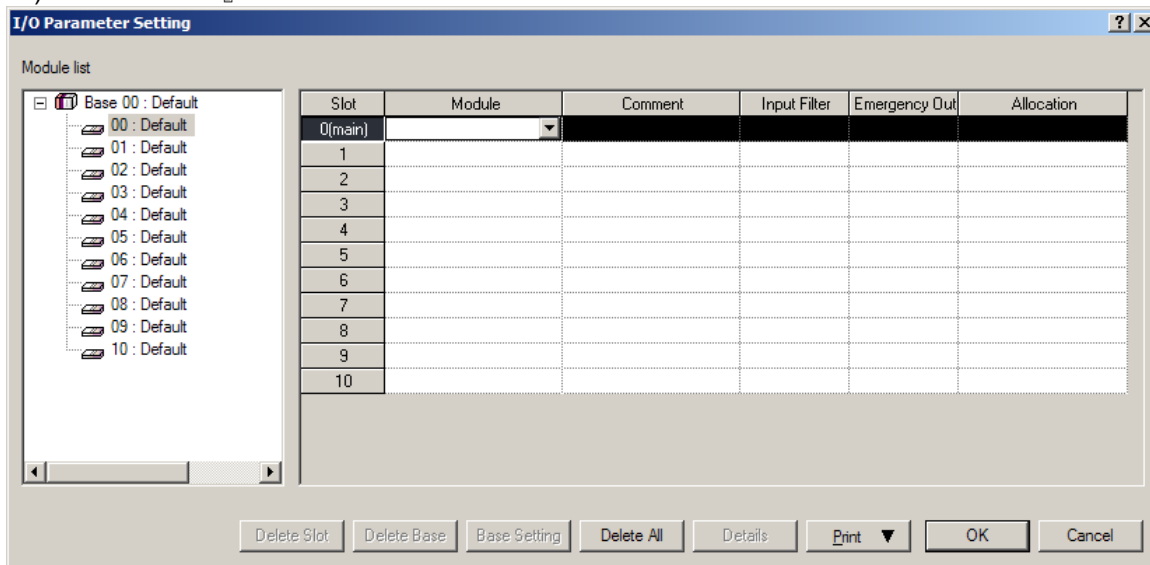 I/O Parameter Setting
Module list
Base 00 : Default
00 : Default
01 : Default
02 : Default
03 : Default
04 : Default
05 : Default
06 : Default
07 : Default
08 : Default
09 : Default
10 : Default
Slot Module Comment Input Filter Emergency Out Allocation
0(main)
1
2
3
4
5
6
7
8
9
10
Delete Slot Delete Base Base Setting Delete All Details Print ▼ OK Cancel